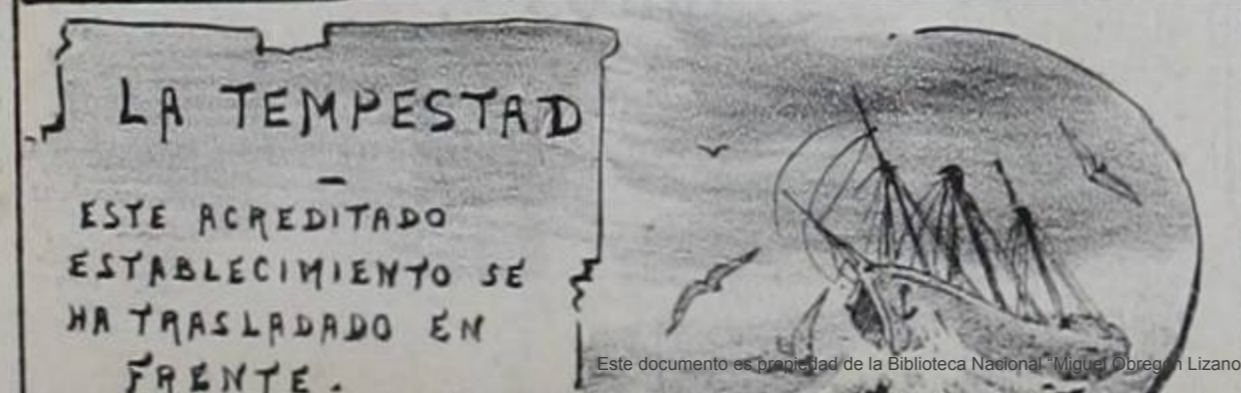 LA TEMPESTAD
-
ESTE ACREDITADO
ESTABLECIMIENTO SE
HA TRASLADADO EN
FRENTE.
Este documento es propiedad de la Biblioteca Nacional "Miguel Obregón Lizano